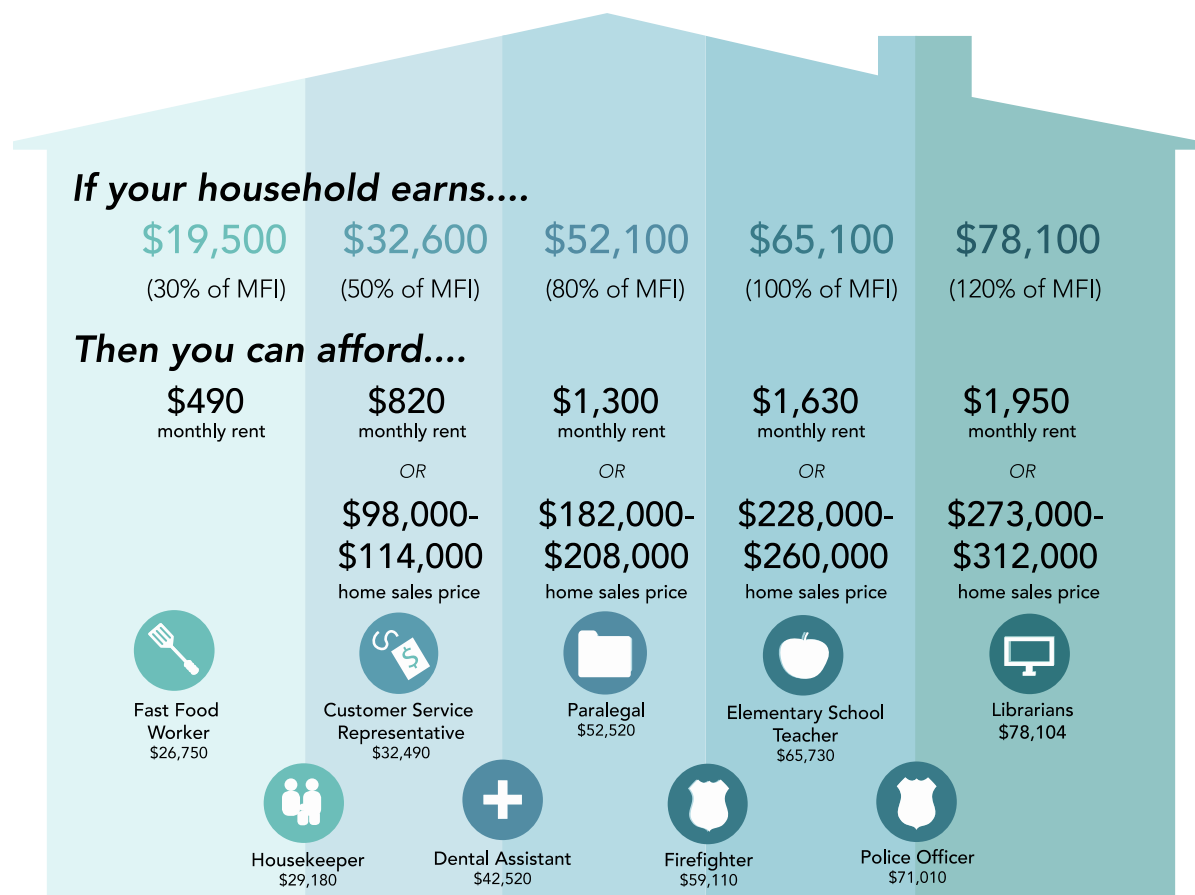 If your household earns....
$19,500 $32,600 $52,100 $65,100 $78,100
(30% of MFI) (50% of MFI) (80% of MFI) (100% of MFI) (120% of MFI)
Then you can afford....
$490 $820 $1,300 $1,630 $1,950
monthly rent monthly rent monthly rent monthly rent monthly rent
OR OR OR OR
$98,000- $182,000- $228,000- $273,000-
$114,000 $208,000 $260,000 $312,000
home sales price home sales price home sales price home sales price
$
Fast Food
Worker
$26,750
Customer Service
Representative
$32,490
Paralegal
$52,520
Elementary School
Teacher
$65,730
Librarians
$78,104
Housekeeper
$29,180
Dental Assistant
$42,520
Firefighter
$59,110
Police Officer
$71,010